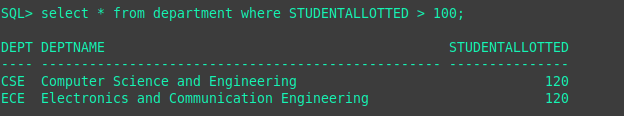 SQL> select * from department where STUDENTALLOTTED > 100;
DEPT DEPTNAME                                           STUDENTALLOTTED
---- -------------------------------------------------- ---------------
CSE  Computer Science and Engineering                               120
ECE  Electronics and Communication Engineering                      120